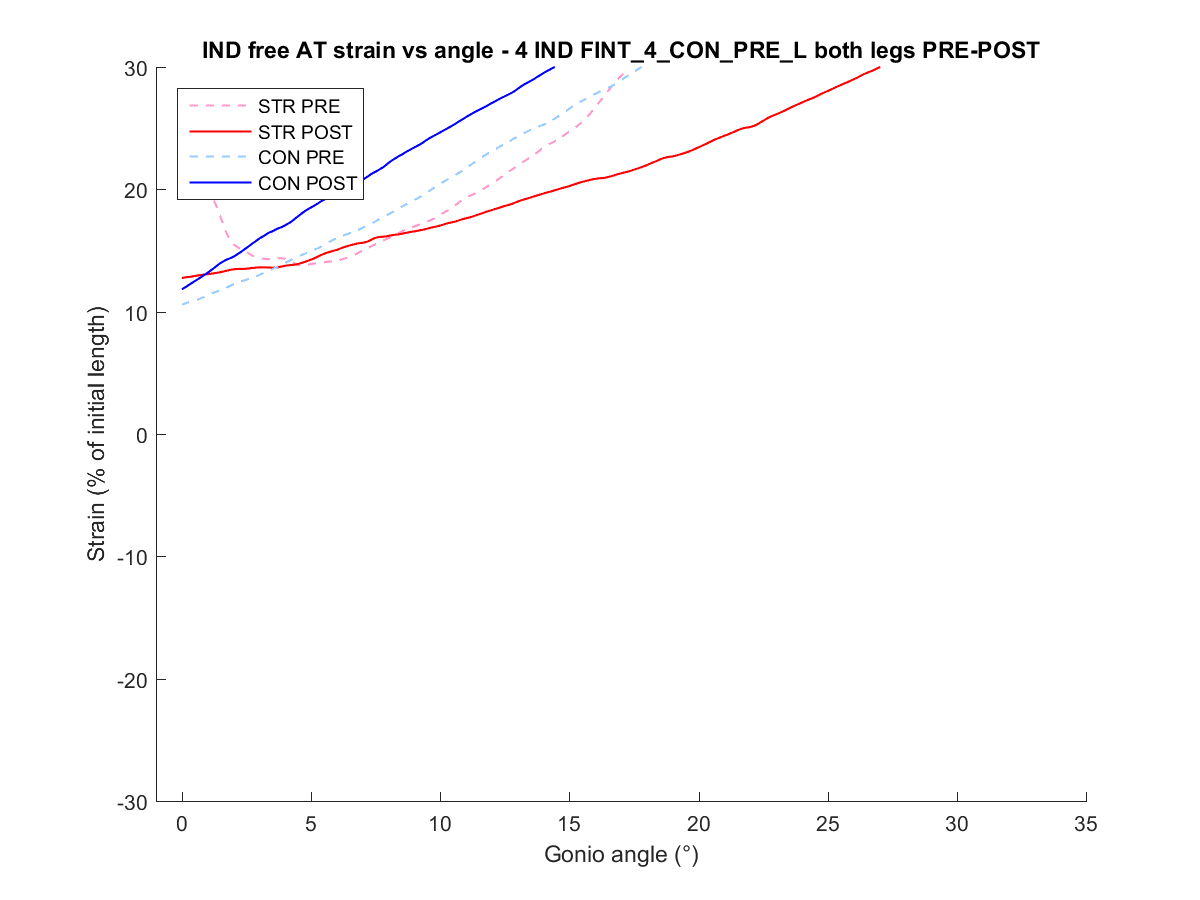 IND free AT strain vs angle - 4 IND FINT_4_CON_PRE_L both legs PRE-POST
STR PRE
STR POST
CON PRE
CON POST
30
20
10
0
-10
-20
-30
Strain (% of initial length)
0
5
10
15
20
25
30
35
Gonio angle (°)